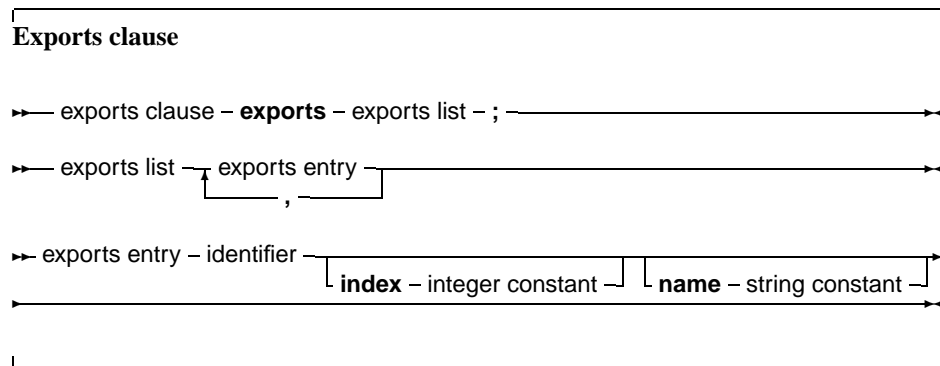 Exports clause
exports clause – exports – exports list – ;
exports list – exports entry
,
exports entry – identifier
index – integer constant – name – string constant